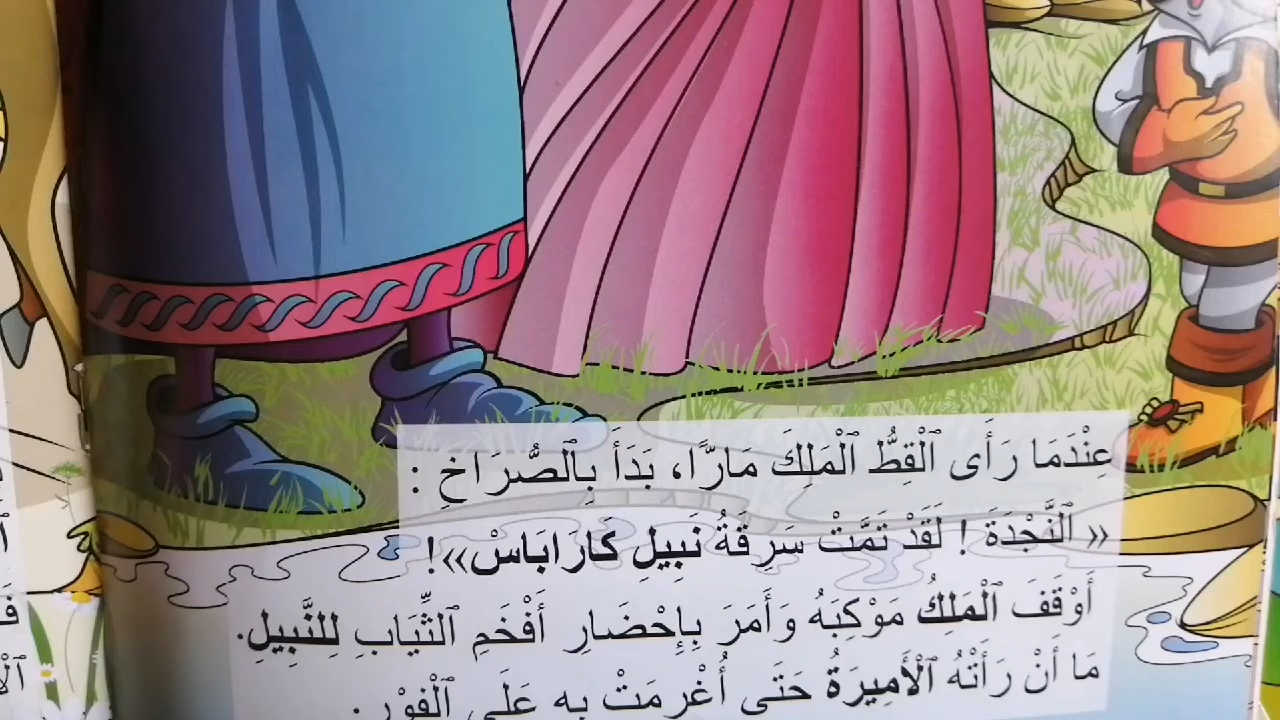 عِنْدَمَا رَأَى ٱلْقِطُّ ٱلْمَلِكَ مَارًّا، بَدَأَ بِٱلصُّرَاخِ :
« ٱلنَّجْدَةَ ! لَقَدْ تَمَّتْ سَرِقَةُ نَبِيلِ كَارَابَاسْ»!
أَوْقَفَ ٱلْمَلِكُ مَوْكِبَهُ وَأَمَرَ بِإِحْضَارِ أَفْخَمِ ٱلثِّيَابِ لِلنَّبِيلِ.
مَا أَنْ رَأَتْهُ ٱلْأَمِيرَةُ حَتَى أُغْرِمَتْ بِهِ عَلَى ٱلْفَوْرِ.